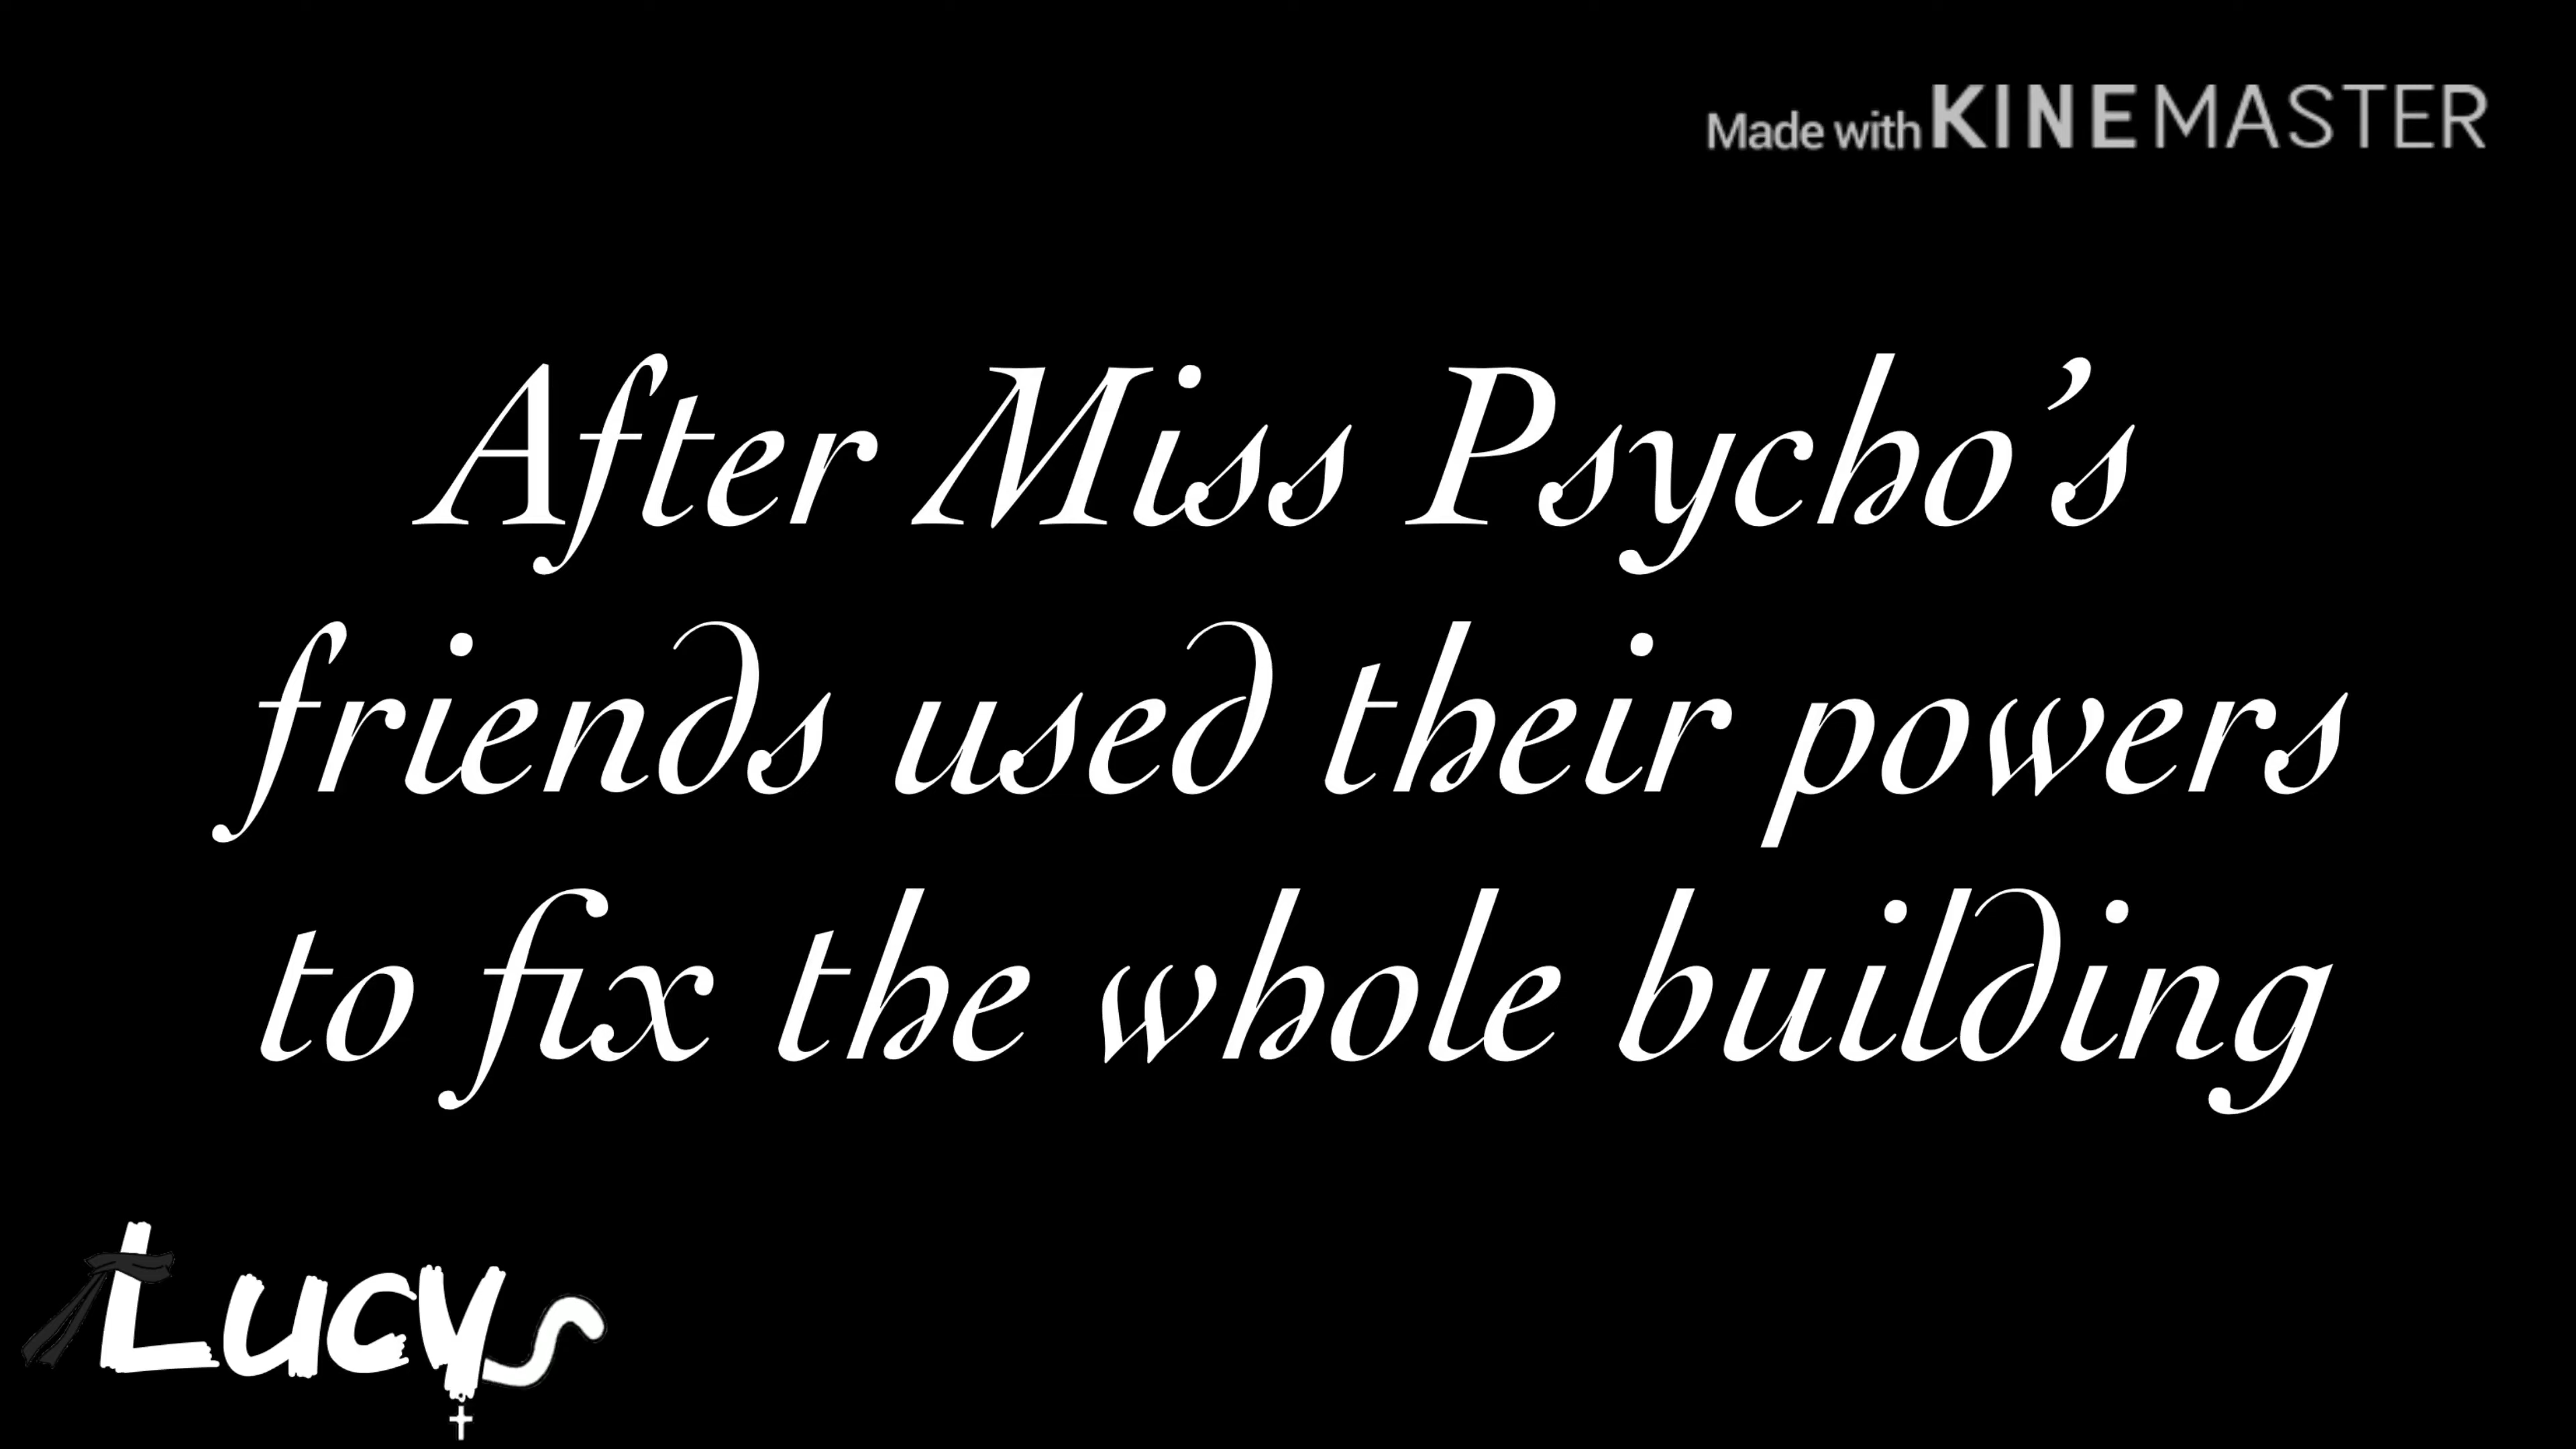 Made with KINEMASTER
After Miss Psycho’s
friends used their powers
to fix the whole building
Lucy